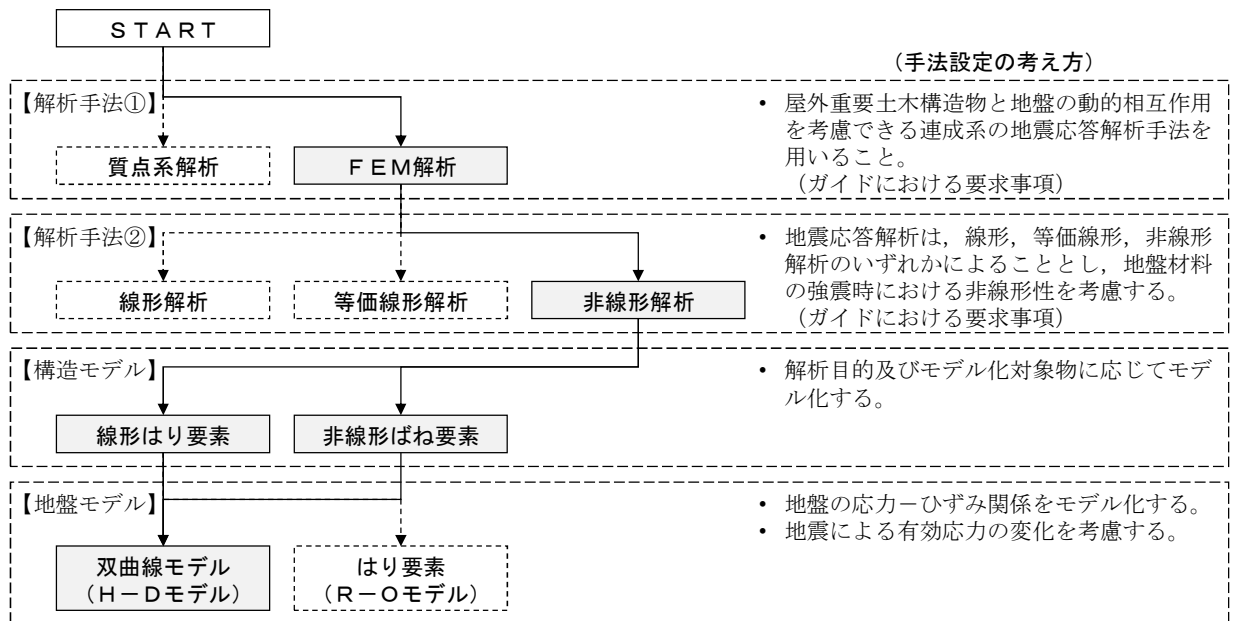 ＳＴＡＲＴ
（手法設定の考え方）
【解析手法①】
質点系解析
ＦＥＭ解析
• 屋外重要土木構造物と地盤の動的相互作用
を考慮できる連成系の地震応答解析手法を
用いること。
（ガイドにおける要求事項）
【解析手法②】
線形解析
等価線形解析
非線形解析
• 地震応答解析は，線形，等価線形，非線形
解析のいずれかによることとし，地盤材料
の強震時における非線形性を考慮する。
（ガイドにおける要求事項）
【構造モデル】
線形はり要素
非線形ばね要素
• 解析目的及びモデル化対象物に応じてモデ
ル化する。
【地盤モデル】
双曲線モデル
（Ｈ－Ｄモデル）
はり要素
（Ｒ－Ｏモデル）
• 地盤の応力－ひずみ関係をモデル化する。
• 地震による有効応力の変化を考慮する。